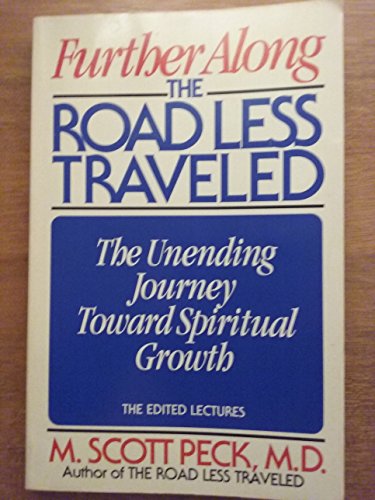 Further Along
THE
ROAD LESS
TRAVELED
The Unending
Journey
Toward Spiritual
Growth
THE EDITED LECTURES
M. SCOTT PECK, M.D.
Author of THE ROAD LESS TRAVELED